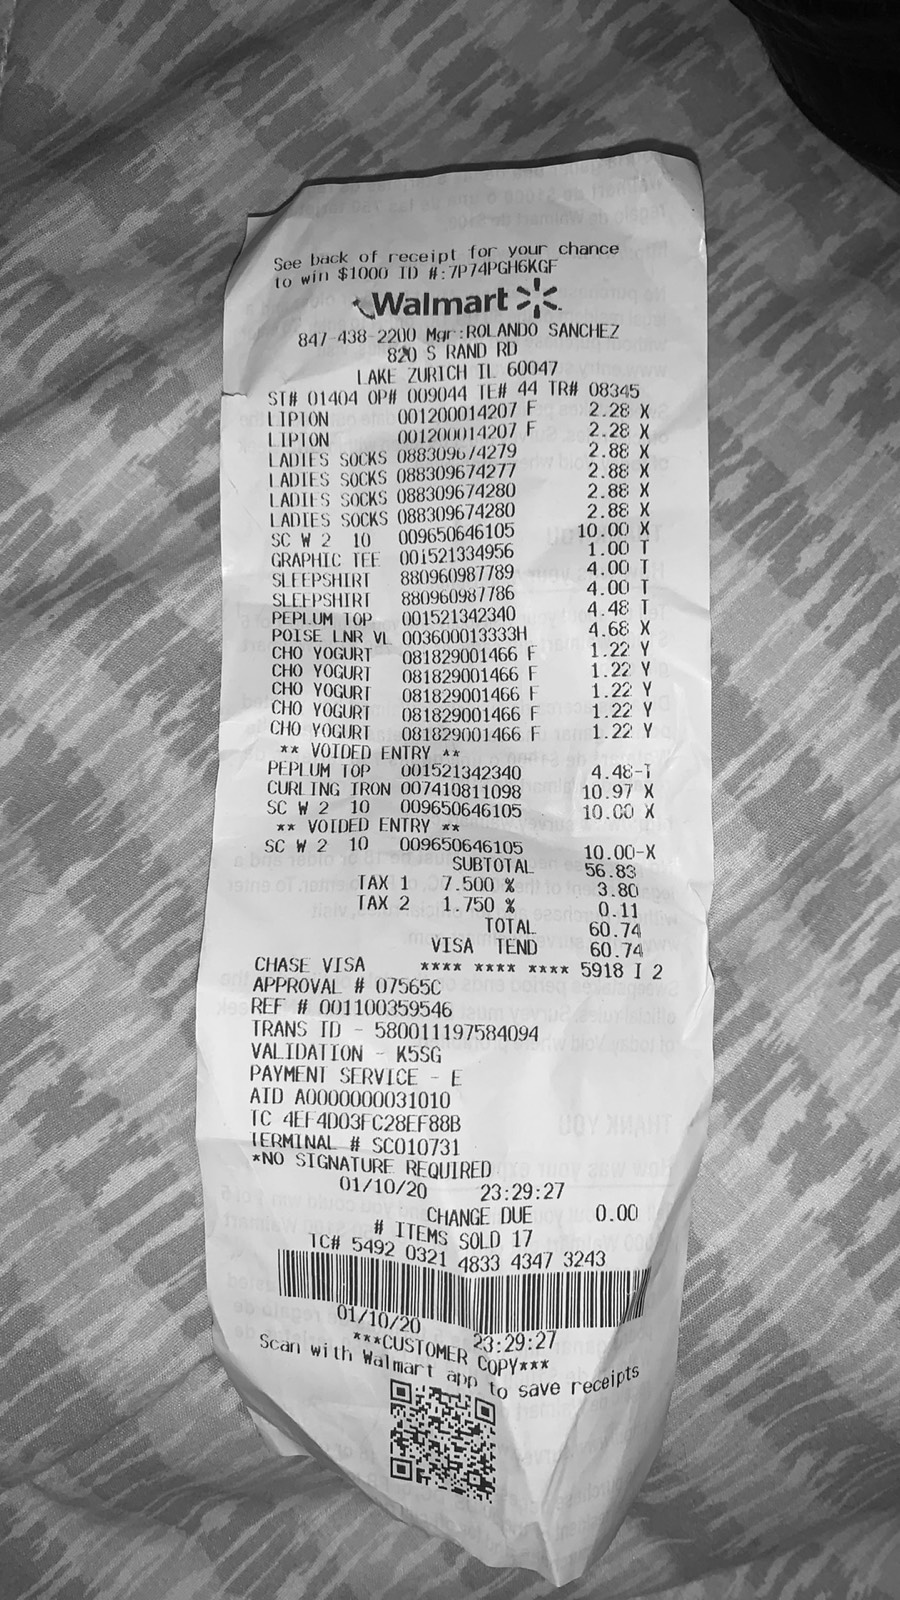 See back of receipt for your chance
to win $1000 ID #:7P74PGH6KGF
Walmart
847-438-2200 Mgr:ROLANDO SANCHEZ
820 S RAND RD
LAKE ZURICH IL 60047
ST# 01404 OP# 009044 TE# 44 TR# 08345
LIPION 001200014207 F 2.28 X
LIPION 001200014207 F 2.28 X
LADIES SOCKS 088309674279 2.88 X
LADIES SOCKS 088309674277 2.88 X
LADIES SOCKS 088309674280 2.88 X
LADIES SOCKS 088309674280 2.88 X
SC W 2 10 009650646105 10.00 X
GRAPHIC TEE 001521334956 1.00 T
SLEEPSHIRT 880960987789 4.00 T
SLEEPSHIRT 880960987786 4.00 T
PEPLUM TOP 001521342340 4.48 T
POISE LNR VL 003600013333H 4.68 X
CHO YOGURT 081829001466 F 1.22 Y
CHO YOGURT 081829001466 F 1.22 Y
CHO YOGURT 081829001466 F 1.22 Y
CHO YOGURT 081829001466 F 1.22 Y
CHO YOGURT 081829001466 F 1.22 Y
** VOIDED ENTRY **
PEPLUM TOP 001521342340 4.48-T
CURLING IRON 007410811098 10.97 X
SC W 2 10 009650646105 10.00 X
** VOIDED ENTRY **
SC W 2 10 009650646105 10.00-X
SUBTOTAL 56.83
TAX 1 7.500 % 3.80
TAX 2 1.750 % 0.11
TOTAL 60.74
VISA TEND 60.74
CHASE VISA **** **** **** 5918 I 2
APPROVAL # 07565C
REF # 001100359546
TRANS ID - 580011197584094
VALIDATION - K5SG
PAYMENT SERVICE - E
AID A0000000031010
TC 4EF4D03FC28EF88B
TERMINAL # SC010731
*NO SIGNATURE REQUIRED
01/10/20 23:29:27
CHANGE DUE 0.00
# ITEMS SOLD 17
TC# 5492 0321 4833 4347 3243
01/10/20 23:29:27
***CUSTOMER COPY***
Scan with Walmart app to save receipts